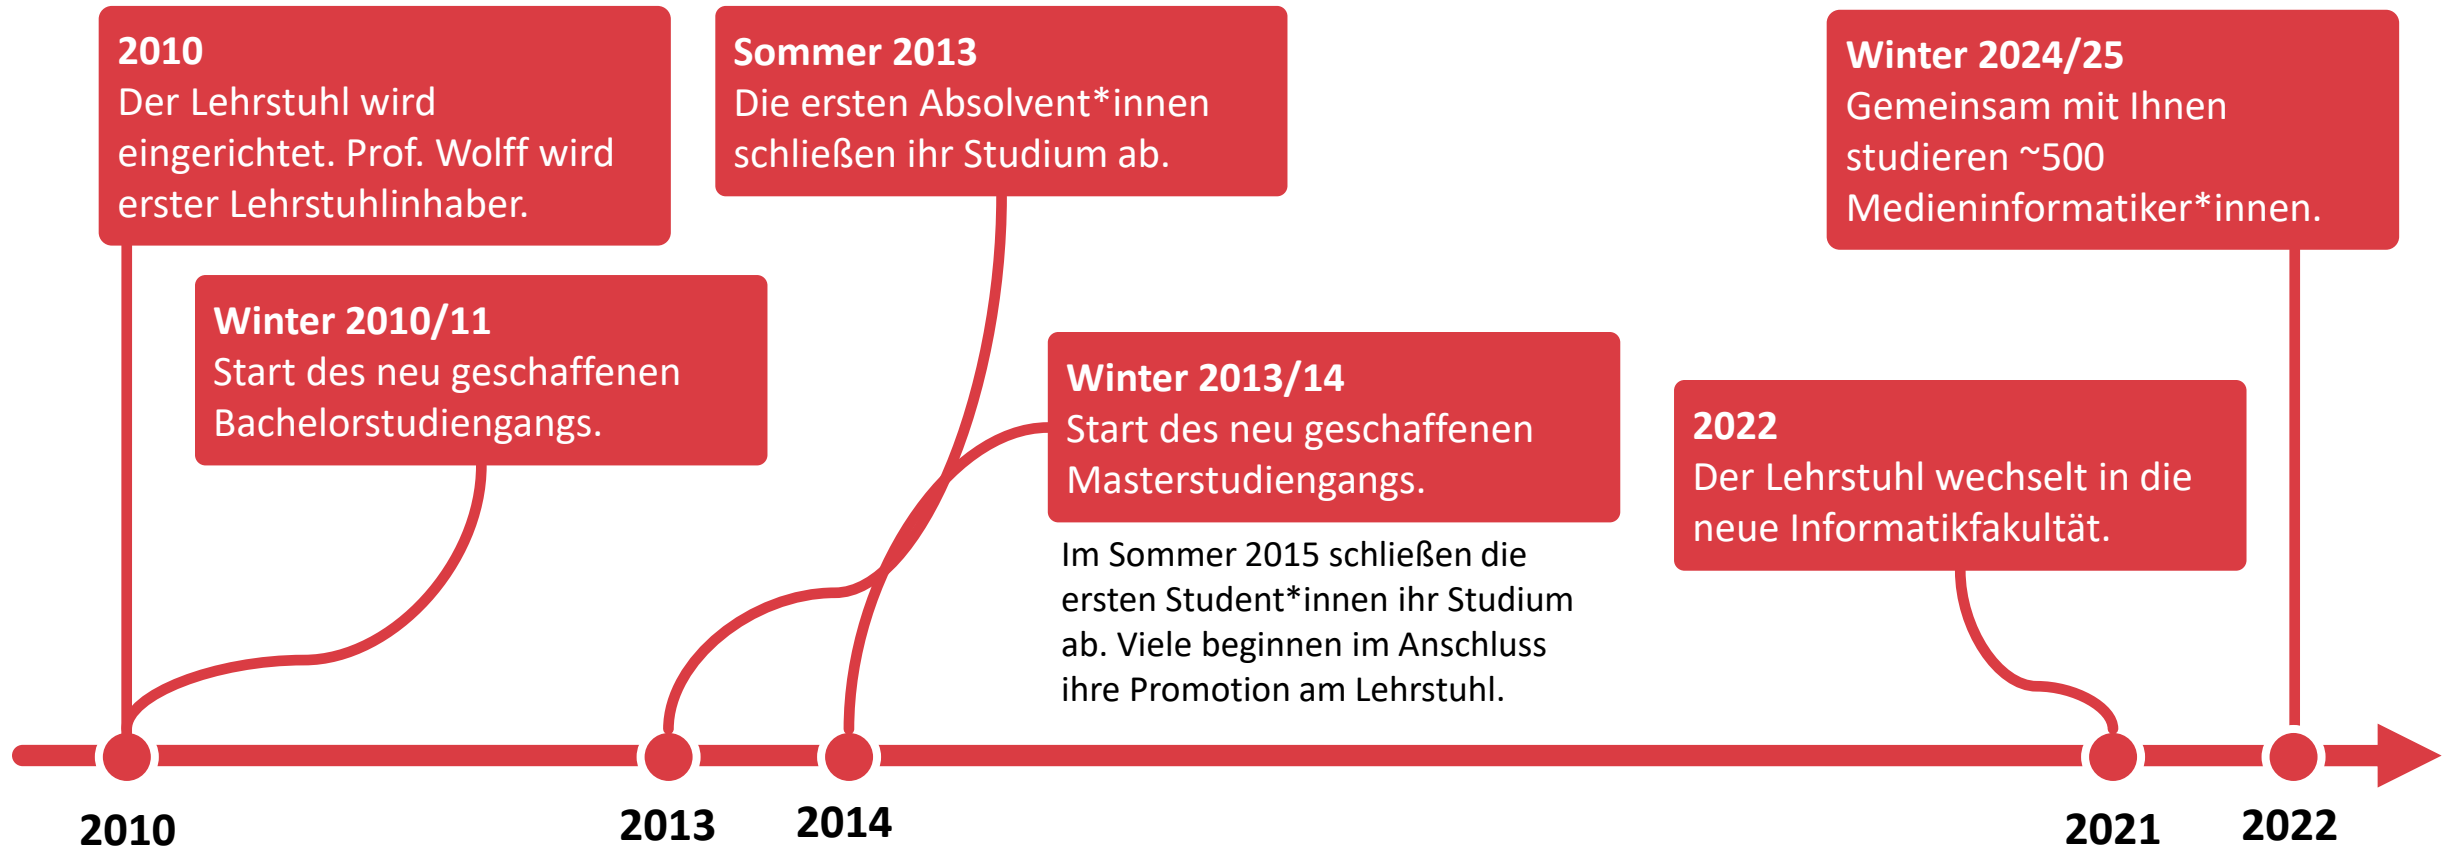 2010
Der Lehrstuhl wird
eingerichtet. Prof. Wolff wird
erster Lehrstuhlinhaber.
Winter 2010/11
Start des neu geschaffenen
Bachelorstudiengangs.
Sommer 2013
Die ersten Absolvent*innen
schließen ihr Studium ab.
Winter 2013/14
Start des neu geschaffenen
Masterstudiengangs.
Im Sommer 2015 schließen die
ersten Student*innen ihr Studium
ab. Viele beginnen im Anschluss
ihre Promotion am Lehrstuhl.
2022
Der Lehrstuhl wechselt in die
neue Informatikfakultät.
Winter 2024/25
Gemeinsam mit Ihnen
studieren ~500
Medieninformatiker*innen.
2010
2013
2014
2021
2022